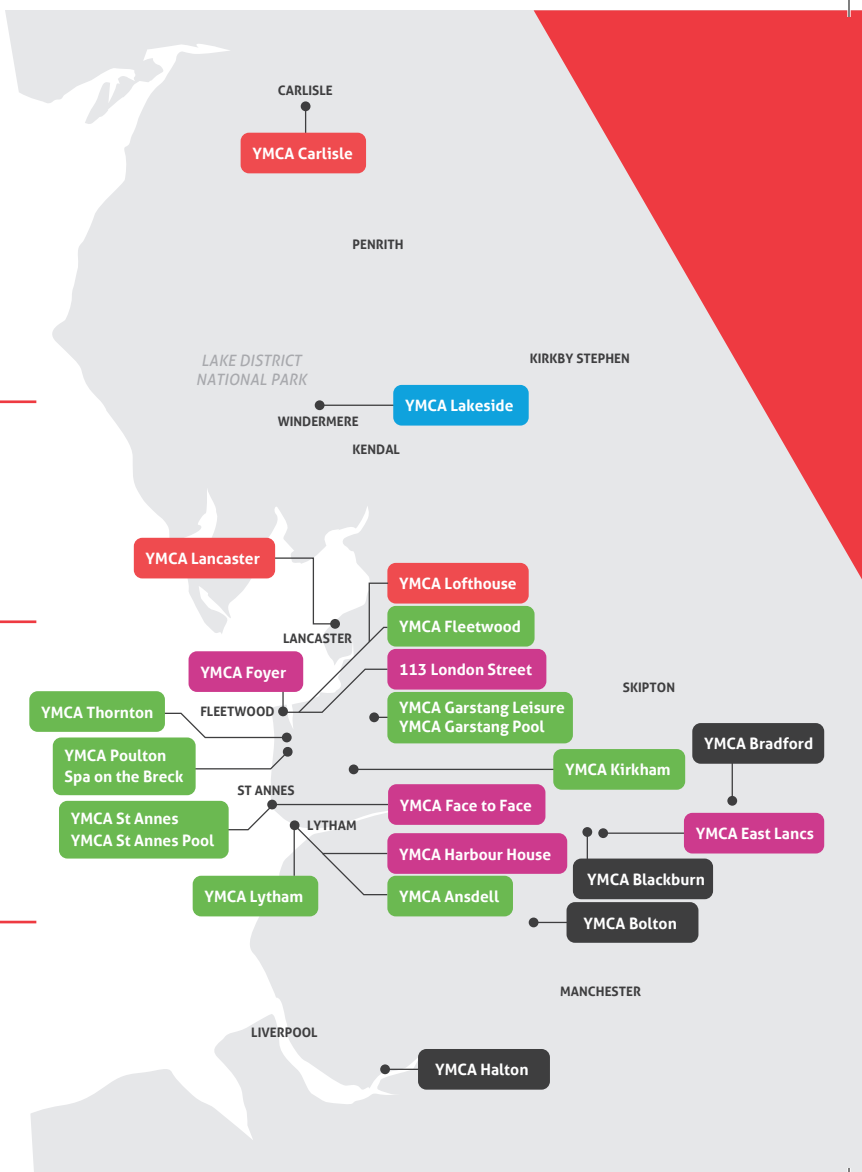 CARLISLE
YMCA Carlisle
PENRITH
LAKE DISTRICT
NATIONAL PARK
KIRKBY STEPHEN
YMCA Lakeside
WINDERMERE
KENDAL
YMCA Lancaster
YMCA Lofthouse
YMCA Fleetwood
LANCASTER
YMCA Foyer
113 London Street
SKIPTON
YMCA Thornton
FLEETWOOD
YMCA Garstang Leisure
YMCA Garstang Pool
YMCA Bradford
YMCA Poulton
Spa on the Breck
YMCA Kirkham
ST ANNES
YMCA Face to Face
YMCA St Annes
YMCA St Annes Pool
LYTHAM
YMCA East Lancs
YMCA Harbour House
YMCA Blackburn
YMCA Lytham
YMCA Ansdell
YMCA Bolton
MANCHESTER
LIVERPOOL
YMCA Halton